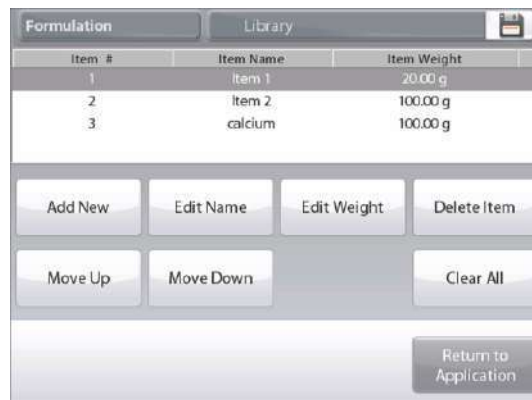 Formulation Library
Item # Item Name Item Weight
1 Item 1 20.00 g
2 Item 2 100.00 g
3 calcium 100.00 g
Add New Edit Name Edit Weight Delete Item
Move Up Move Down Clear All
Return to
Application